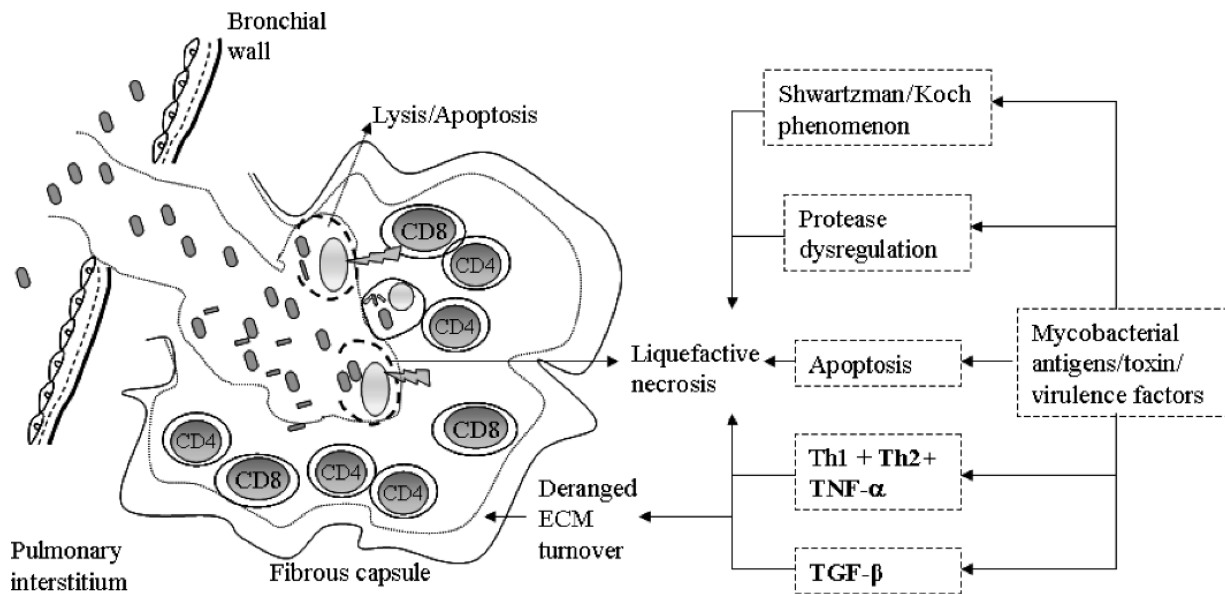 Bronchial
wall
Lysis/Apoptosis
CD8
CD4
CD4
CD4
CD8
CD4
CD4
CD8
Pulmonary
interstitium
Fibrous capsule
Liquefactive
necrosis
Deranged
ECM
turnover
Shwartzman/Koch
phenomenon
Protease
dysregulation
Apoptosis
Th1 + Th2+
TNF-α
TGF-β
Mycobacterial
antigens/toxin/
virulence factors